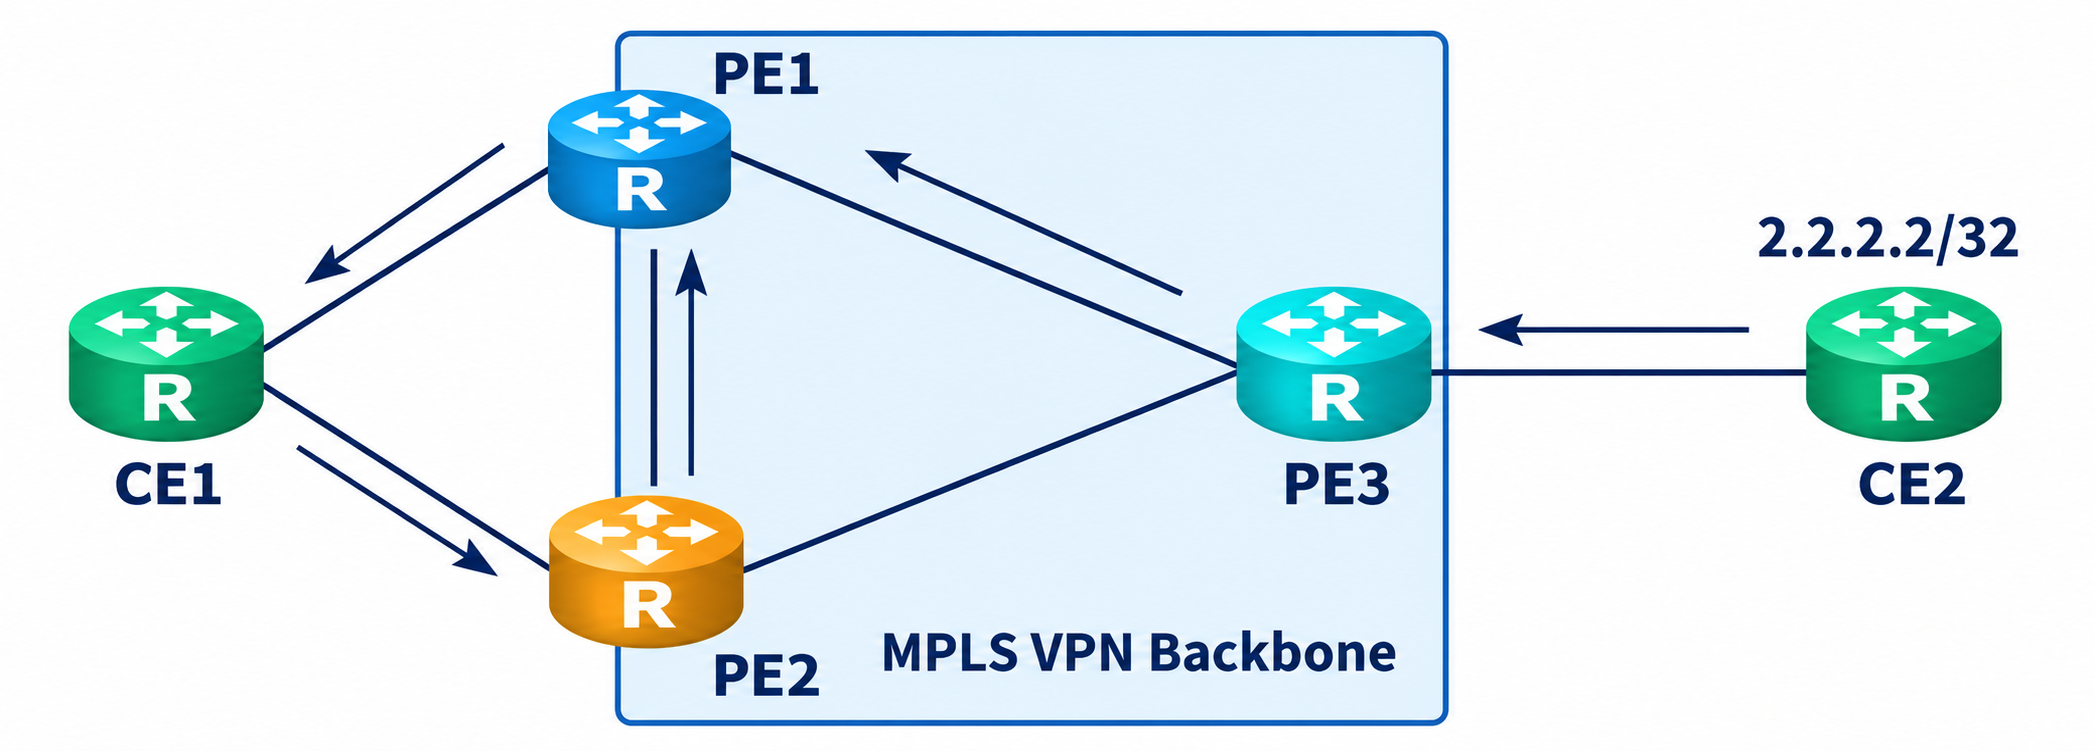 PE1
R
2.2.2.2/32
R
R
R
CE1
PE3
CE2
R
MPLS VPN Backbone
PE2